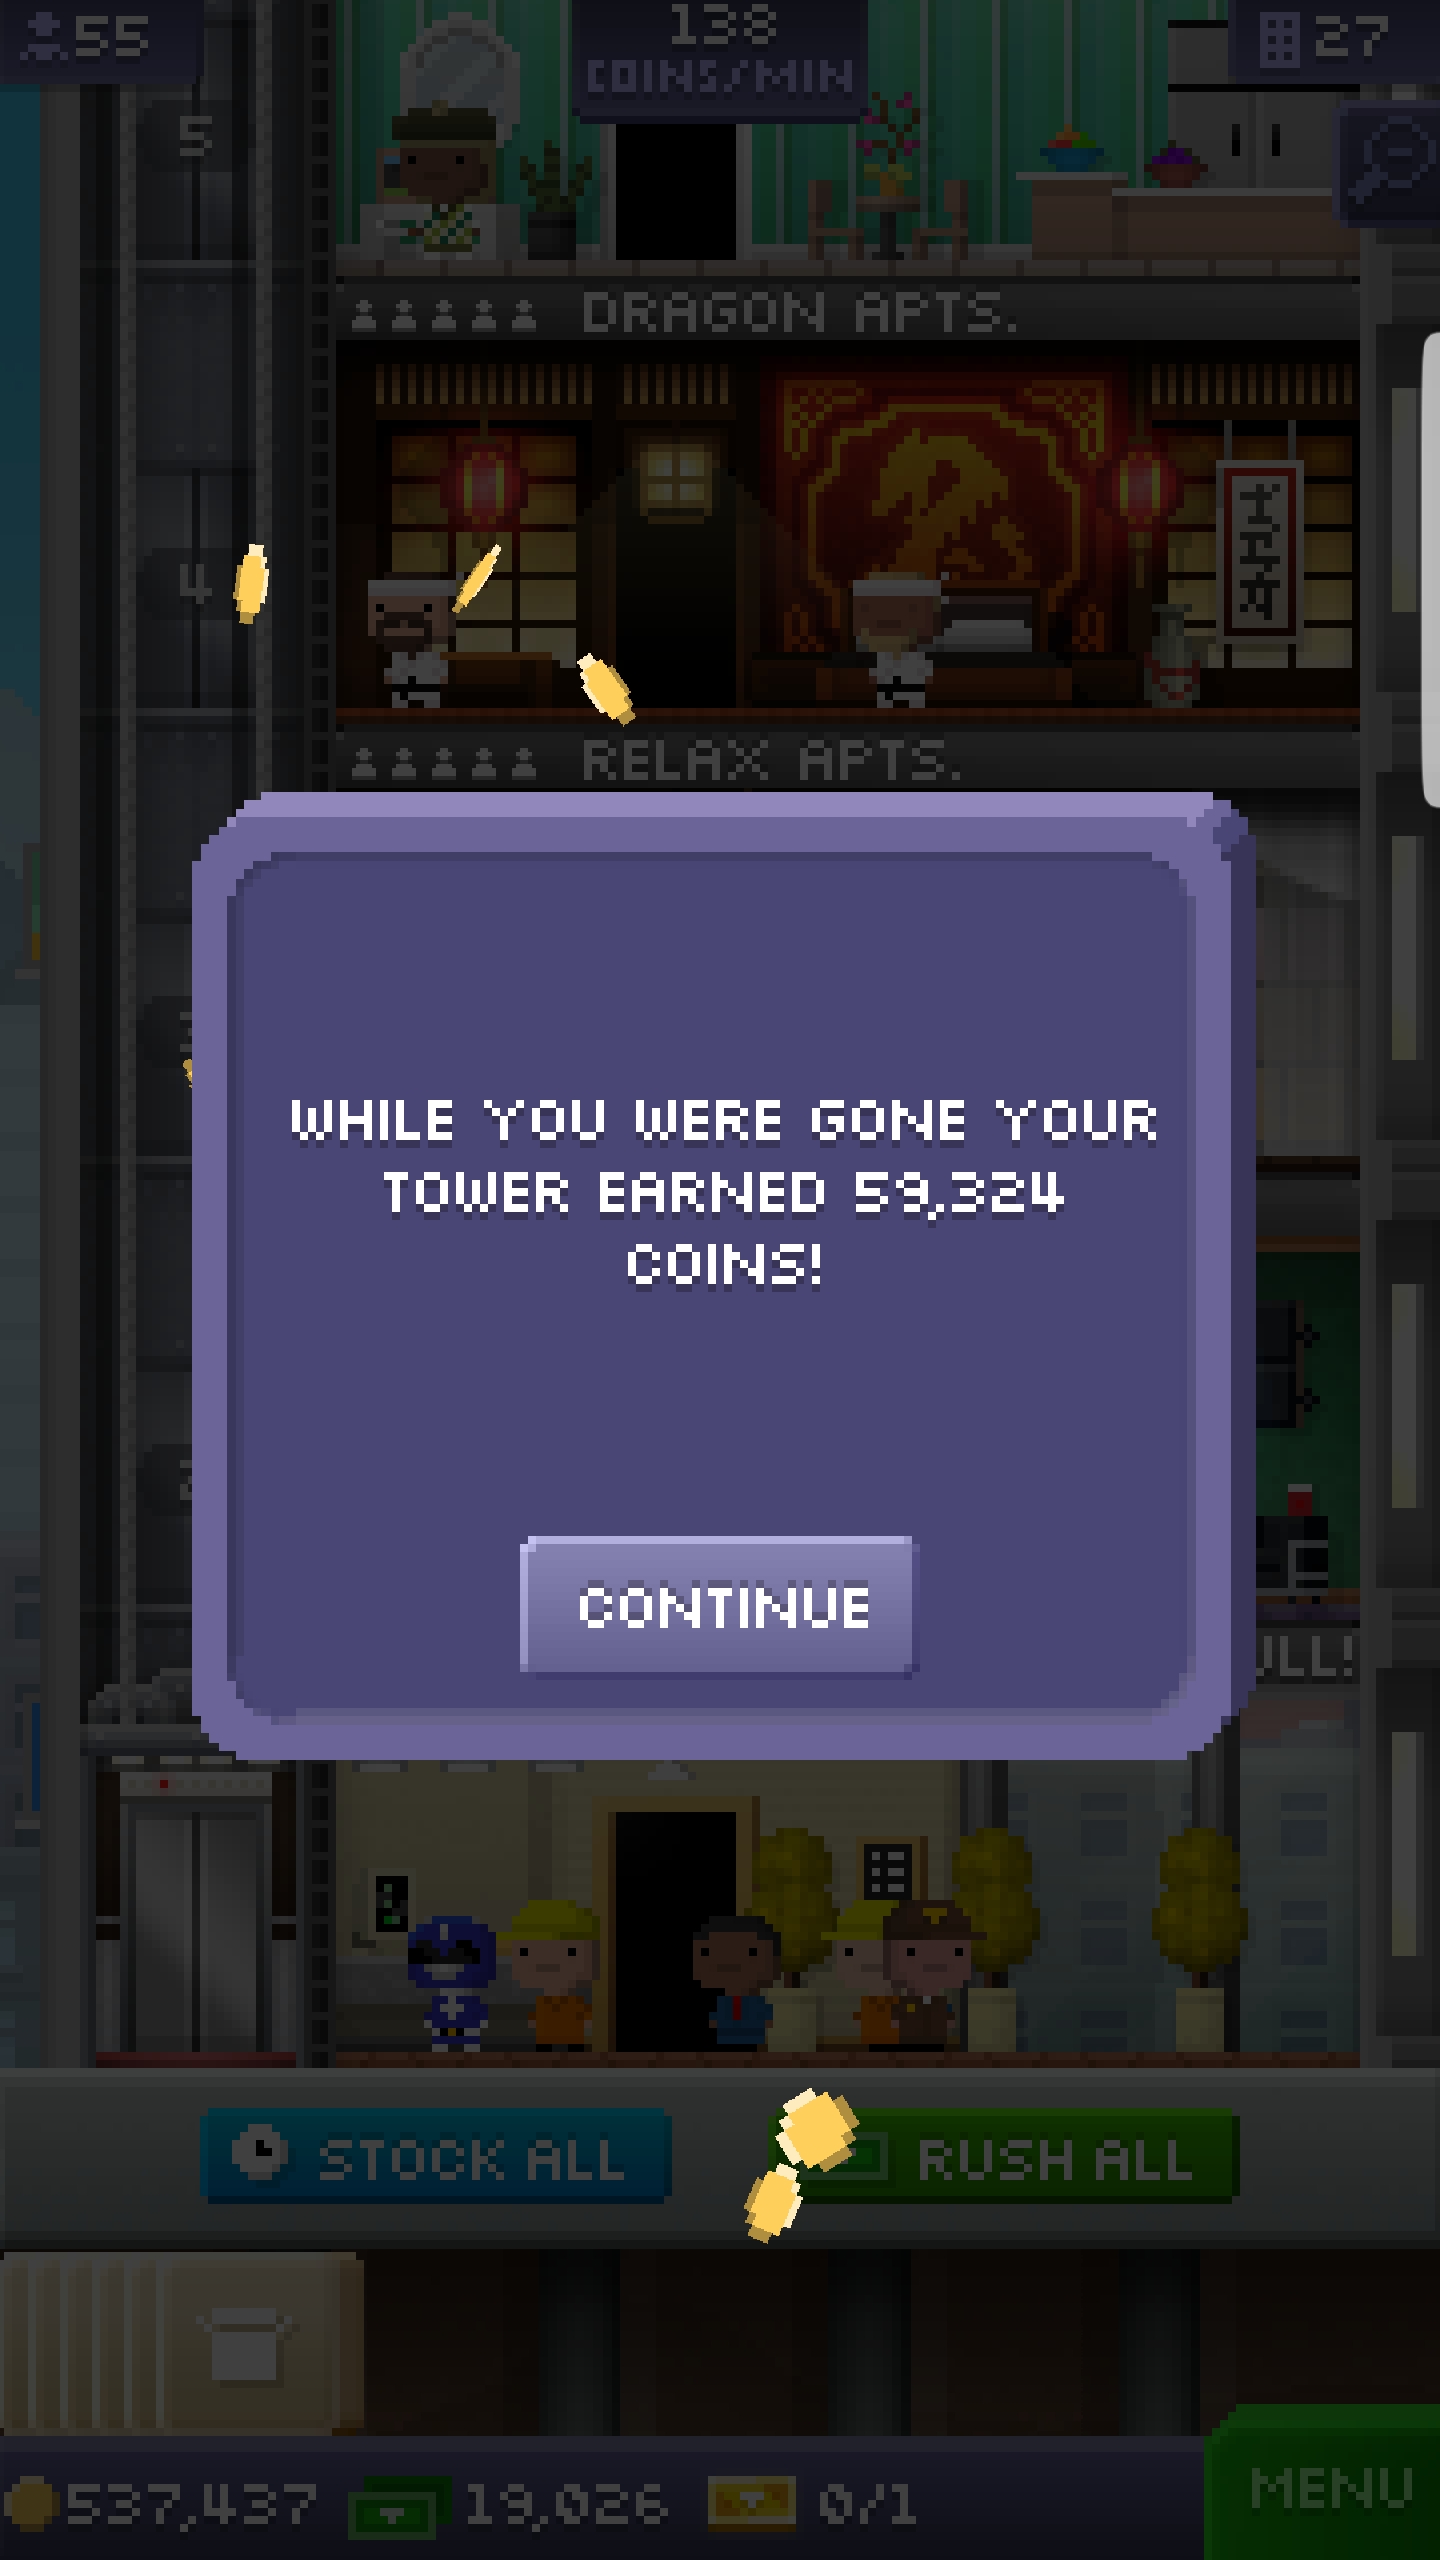 55
138
COINS/MIN
27
5
DRAGON APTS.
4
RELAX APTS.
WHILE YOU WERE GONE YOUR
TOWER EARNED 59,324
COINS!
CONTINUE
STOCK ALL
RUSH ALL
537,437
19,026
0/1
MENU